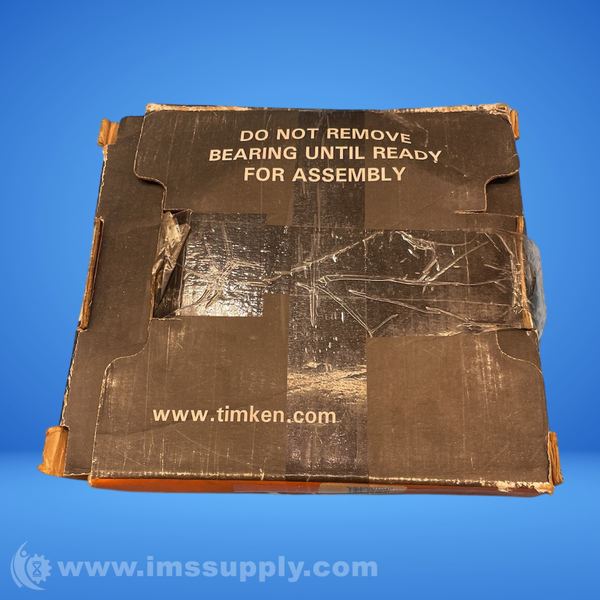 DO NOT REMOVE
BEARING UNTIL READY
FOR ASSEMBLY
www.timken.com
www.imssupply.com